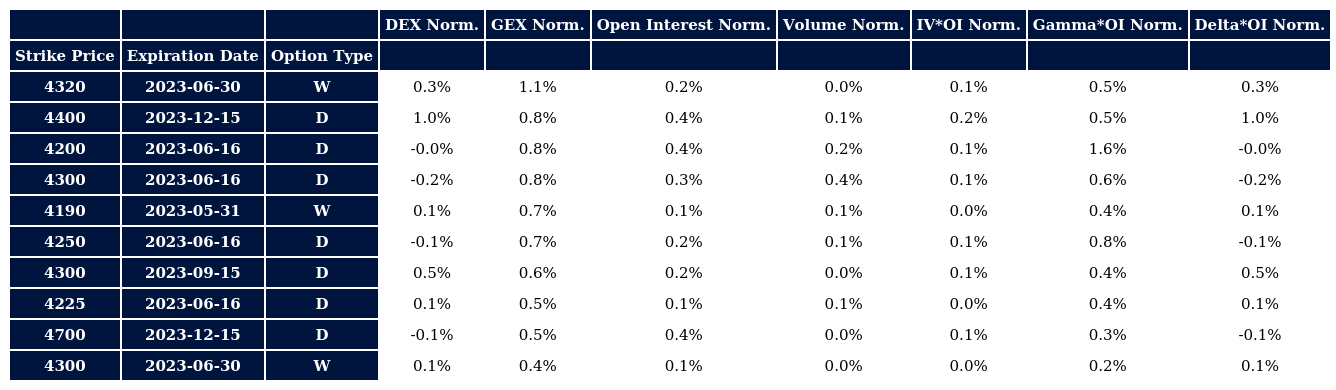 DEX Norm. GEX Norm. Open Interest Norm. Volume Norm. IV*OI Norm. Gamma*OI Norm. Delta*OI Norm.
Strike Price Expiration Date Option Type
4320 2023-06-30 W 0.3% 1.1% 0.2% 0.0% 0.1% 0.5% 0.3%
4400 2023-12-15 D 1.0% 0.8% 0.4% 0.1% 0.2% 0.5% 1.0%
4200 2023-06-16 D -0.0% 0.8% 0.4% 0.2% 0.1% 1.6% -0.0%
4300 2023-06-16 D -0.2% 0.8% 0.3% 0.4% 0.1% 0.6% -0.2%
4190 2023-05-31 W 0.1% 0.7% 0.1% 0.1% 0.0% 0.4% 0.1%
4250 2023-06-16 D -0.1% 0.7% 0.2% 0.1% 0.1% 0.8% -0.1%
4300 2023-09-15 D 0.5% 0.6% 0.2% 0.0% 0.1% 0.4% 0.5%
4225 2023-06-16 D 0.1% 0.5% 0.1% 0.1% 0.0% 0.4% 0.1%
4700 2023-12-15 D -0.1% 0.5% 0.4% 0.0% 0.1% 0.3% -0.1%
4300 2023-06-30 W 0.1% 0.4% 0.1% 0.0% 0.0% 0.2% 0.1%